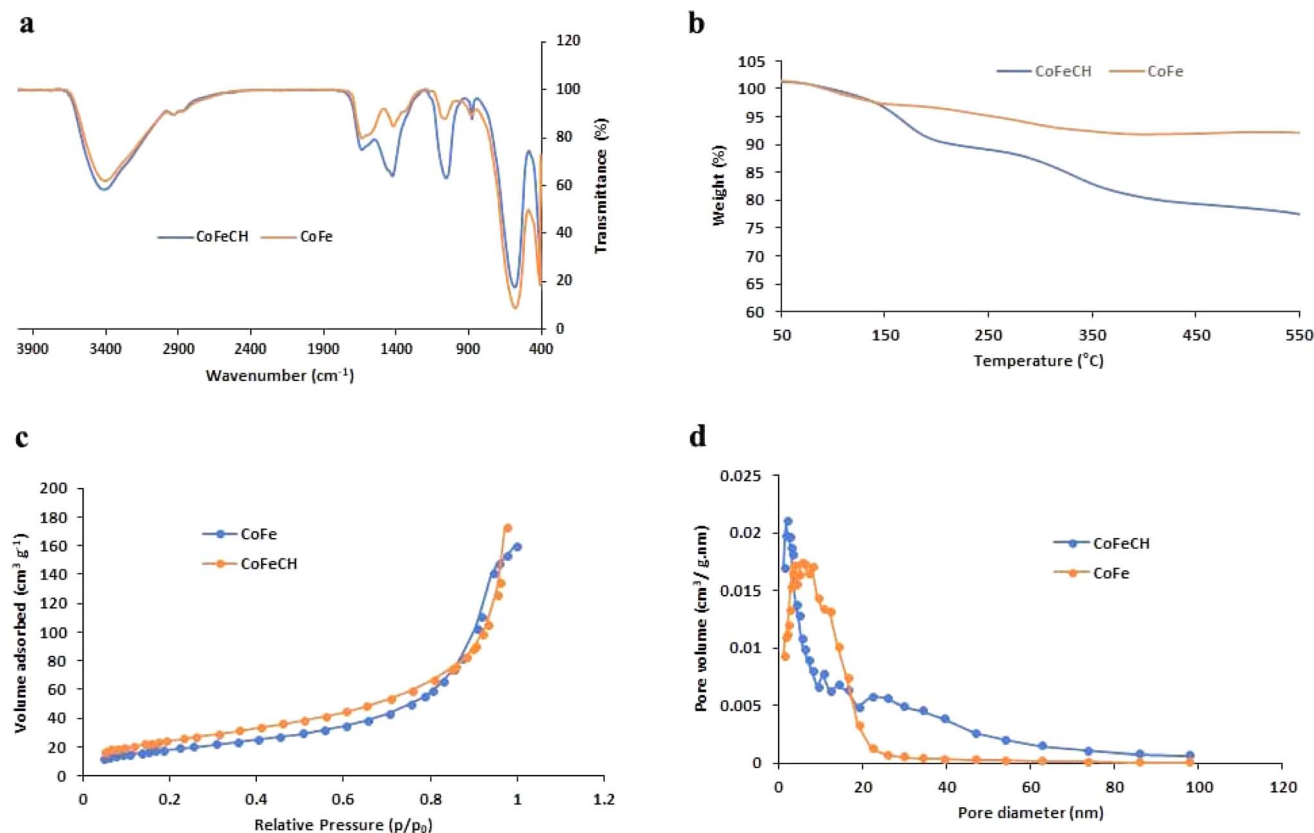 a
120
100
80
60
40
20
0
Transmittance (%)
CoFeCH
CoFe
3900 3400 2900 2400 1900 1400 900 400
Wavenumber (cm-1)
b
CoFeCH
CoFe
105
100
95
90
85
80
75
70
65
60
Weight (%)
50 150 250 350 450 550
Temperature (°C)
c
200
180
160
140
120
100
80
60
40
20
0
Volume adsorbed (cm³ g-1)
CoFe
CoFeCH
0 0.2 0.4 0.6 0.8 1 1.2
Relative Pressure (p/p₀)
d
0.025
0.02
0.015
0.01
0.005
0
Pore volume (cm³/ g.nm)
CoFeCH
CoFe
0 20 40 60 80 100 120
Pore diameter (nm)